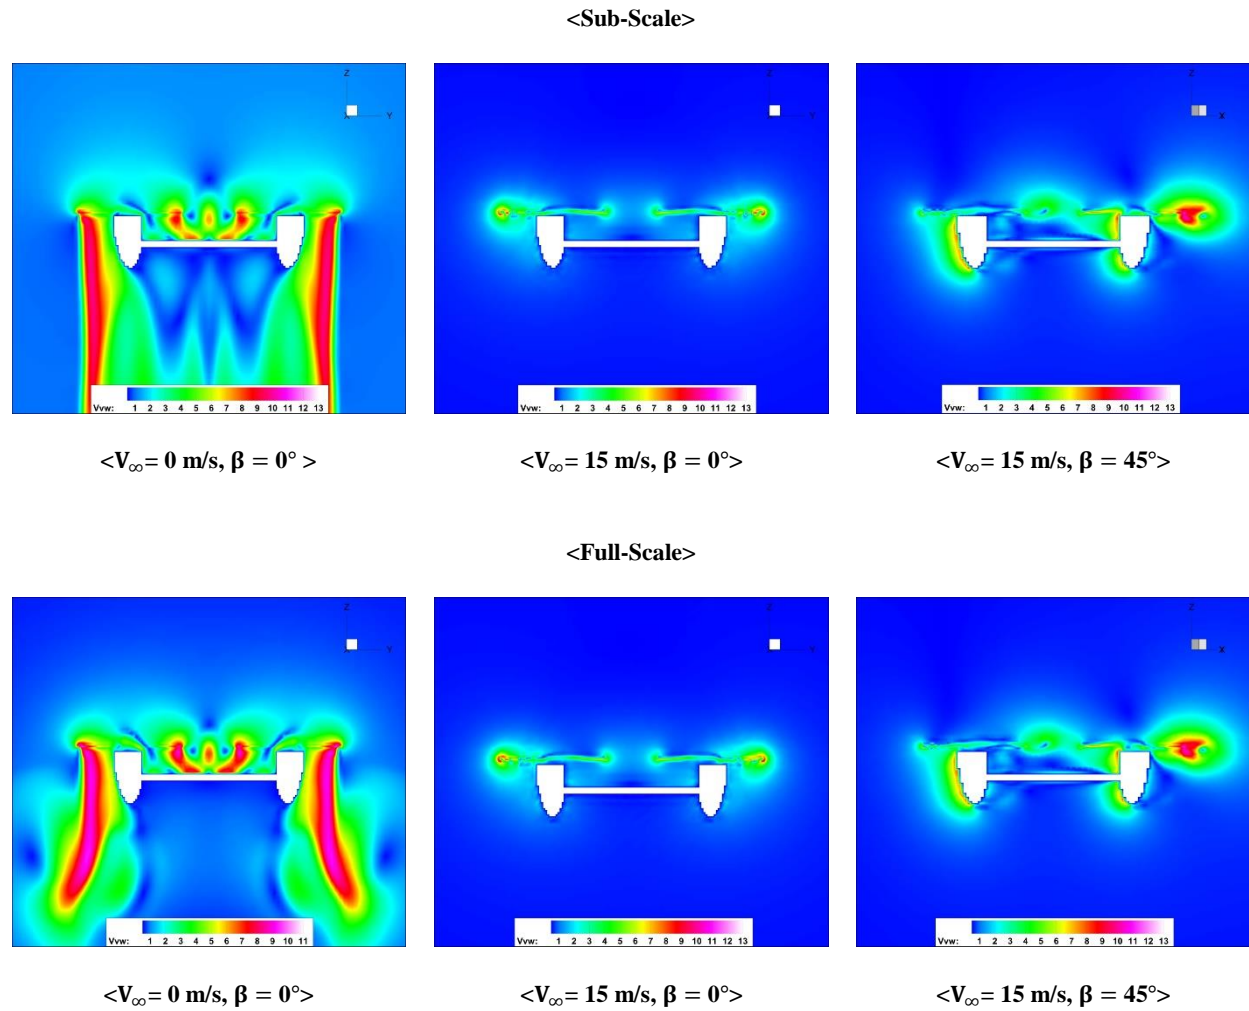 <Sub-Scale>
Z
Y
X
Vvw: 1 2 3 4 5 6 7 8 9 10 11 12 13
Z
Y
Vvw: 1 2 3 4 5 6 7 8 9 10 11 12 13
Z
X
Vvw: 1 2 3 4 5 6 7 8 9 10 11 12 13
<V∞= 0 m/s, β = 0° >
<V∞= 15 m/s, β = 0°>
<V∞= 15 m/s, β = 45°>
<Full-Scale>
Z
Y
X
Vvw: 1 2 3 4 5 6 7 8 9 10 11
Z
Y
Vvw: 1 2 3 4 5 6 7 8 9 10 11 12 13
Z
X
Vvw: 1 2 3 4 5 6 7 8 9 10 11 12 13
<V∞= 0 m/s, β = 0°>
<V∞= 15 m/s, β = 0°>
<V∞= 15 m/s, β = 45°>